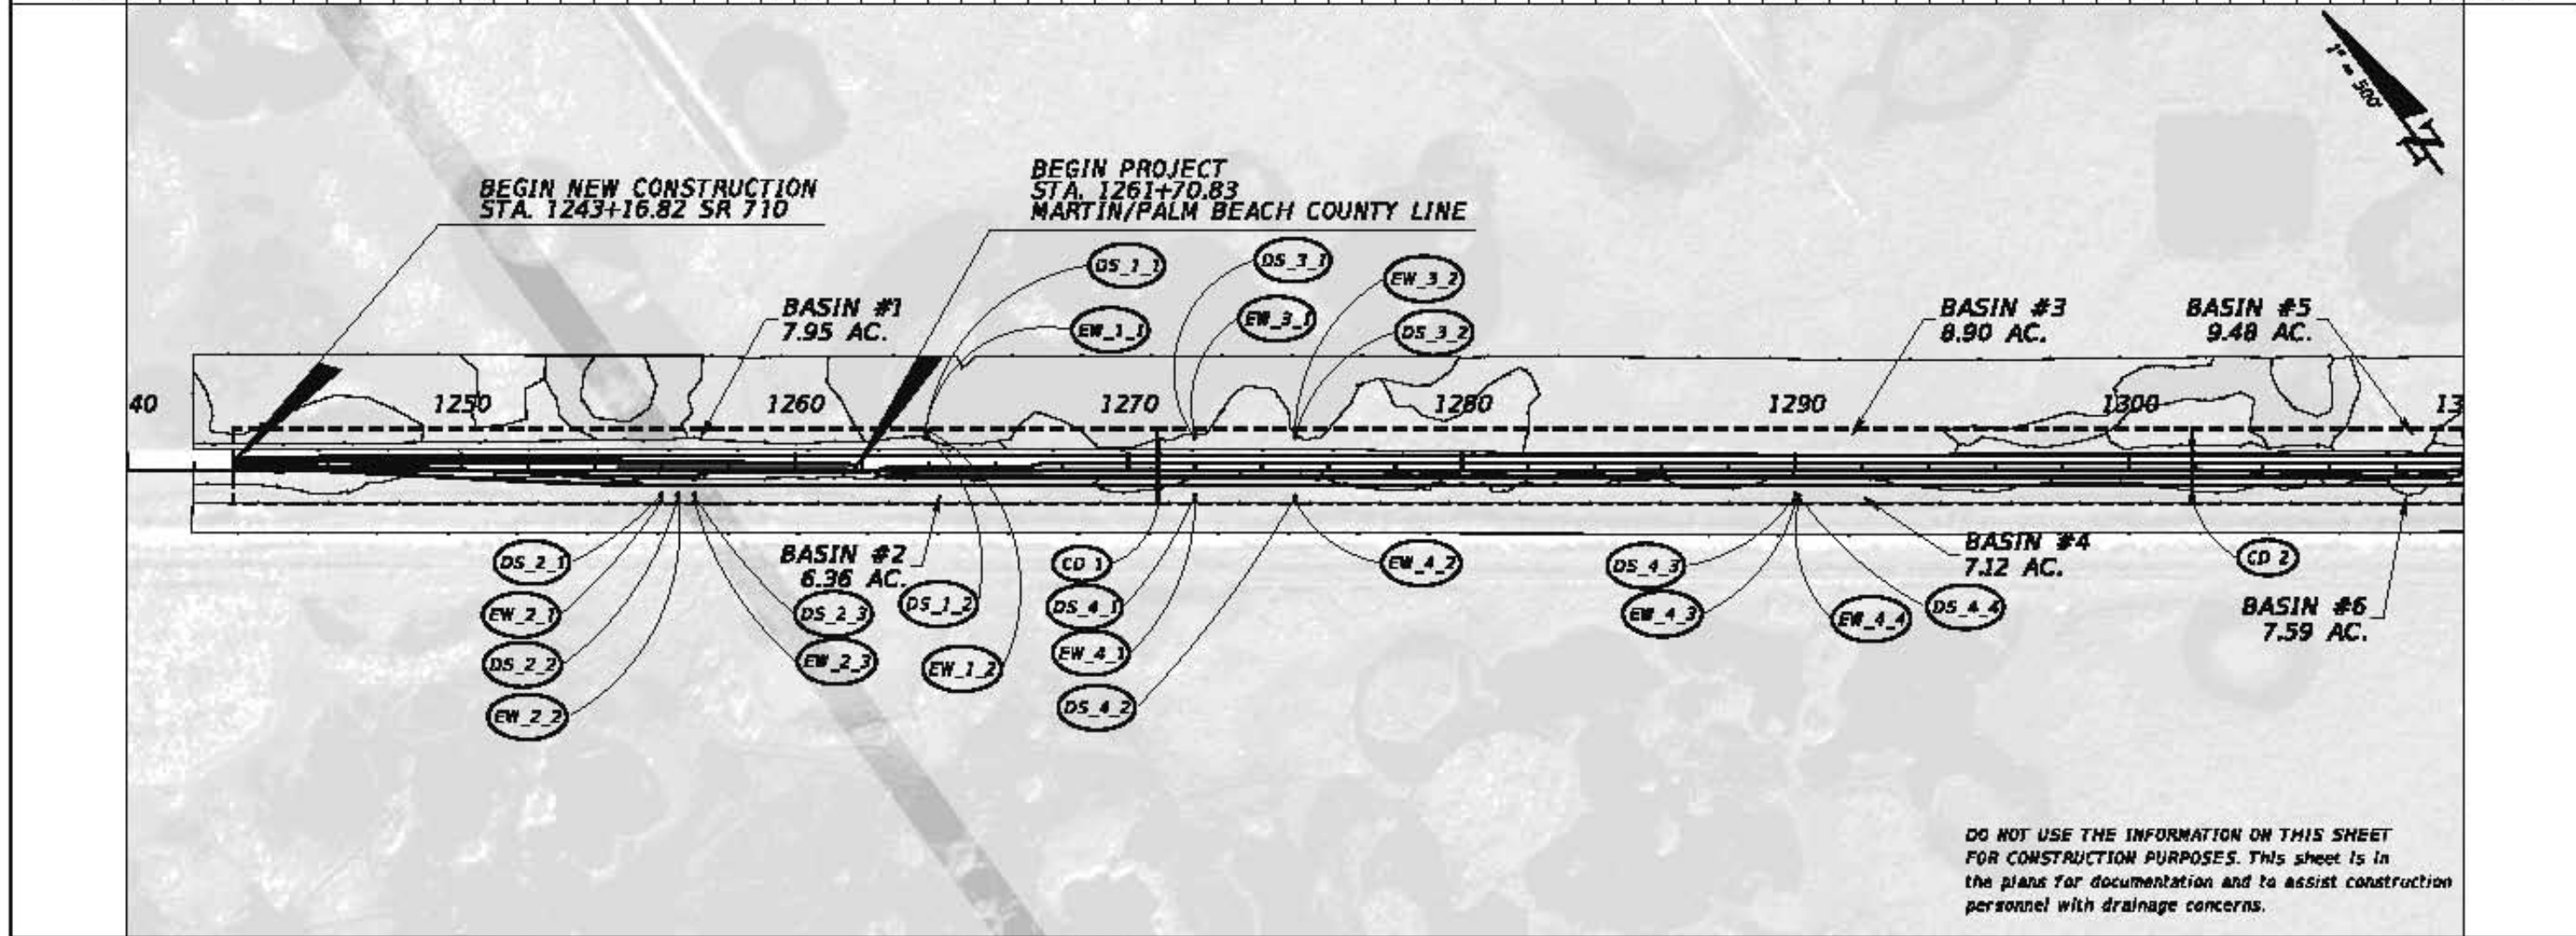 1" = 500'
N
BEGIN NEW CONSTRUCTION
STA. 1243+16.82 SR 710
BEGIN PROJECT
STA. 1261+70.83
MARTIN/PALM BEACH COUNTY LINE
DS_1_1
EW_1_1
DS_3_1
EW_3_1
EW_3_2
DS_3_2
BASIN #1
7.95 AC.
BASIN #3
8.90 AC.
BASIN #5
9.48 AC.
40
1250
1260
1270
1280
1290
1300
13
DS_2_1
EW_2_1
DS_2_2
EW_2_2
BASIN #2
6.36 AC.
DS_2_3
EW_2_3
DS_1_2
EW_1_2
CD 1
DS_4_1
EW_4_1
DS_4_2
EW_4_2
DS_4_3
EW_4_3
EW_4_4
DS_4_4
BASIN #4
7.12 AC.
CD 2
BASIN #6
7.59 AC.
DO NOT USE THE INFORMATION ON THIS SHEET
FOR CONSTRUCTION PURPOSES. This sheet is in
the plans for documentation and to assist construction
personnel with drainage concerns.